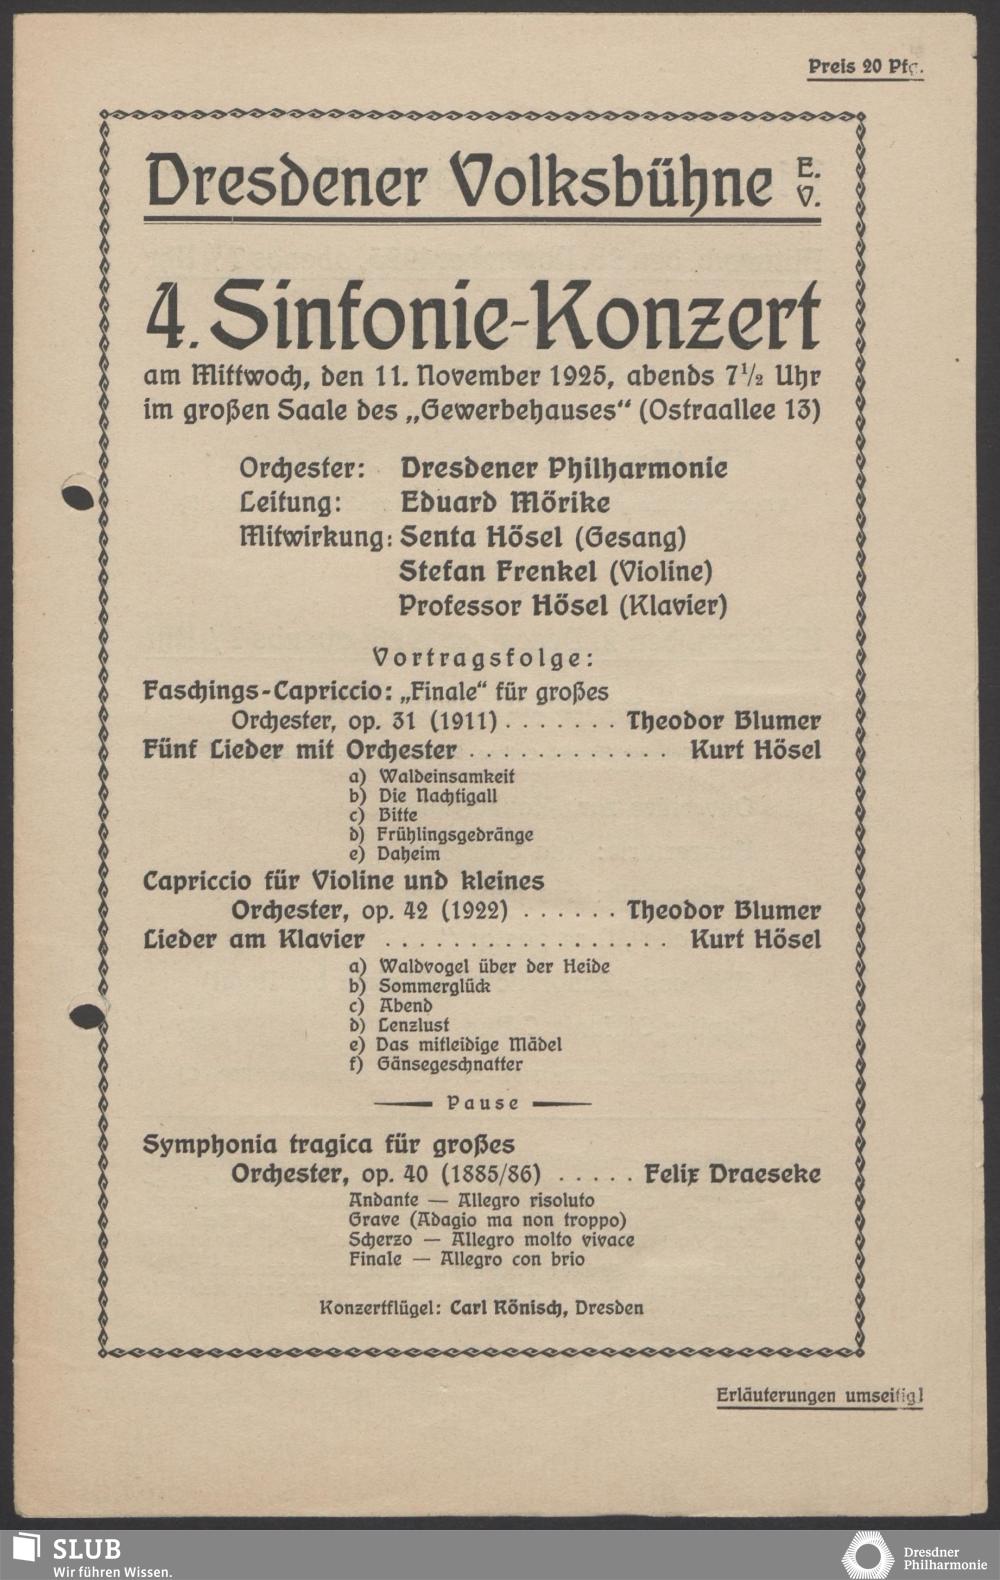 Preis 20 Pfg.
Dresdener Volksbühne E. V.
4. Sinfonie-Konzert
am Mittwoch, den 11. November 1925, abends 7½ Uhr
im großen Saale des „Gewerbehauses“ (Ostraallee 13)
Orchester: Dresdener Philharmonie
Leitung: Eduard Mörike
Mitwirkung: Senta Hösel (Gesang)
Stefan Frenkel (Violine)
Professor Hösel (Klavier)
Vortragsfolge:
Faschings-Capriccio: „Finale“ für großes
Orchester, op. 31 (1911) . . . . . . . Theodor Blumer
Fünf Lieder mit Orchester . . . . . . . . . . . . Kurt Hösel
a) Waldeinsamkeit
b) Die Nachtigall
c) Bitte
d) Frühlingsgedränge
e) Daheim
Capriccio für Violine und kleines
Orchester, op. 42 (1922) . . . . . . Theodor Blumer
Lieder am Klavier . . . . . . . . . . . . . . . . . Kurt Hösel
a) Waldvogel über der Heide
b) Sommerglück
c) Abend
d) Lenzlust
e) Das mitleidige Mädel
f) Gänsegeschnatter
Pause
Symphonia tragica für großes
Orchester, op. 40 (1885/86) . . . . . Felix Draeseke
Andante — Allegro risoluto
Grave (Adagio ma non troppo)
Scherzo — Allegro molto vivace
Finale — Allegro con brio
Konzertflügel: Carl Rönisch, Dresden
Erläuterungen umseitig!
SLUB
Wir führen Wissen.
Dresdner
Philharmonie